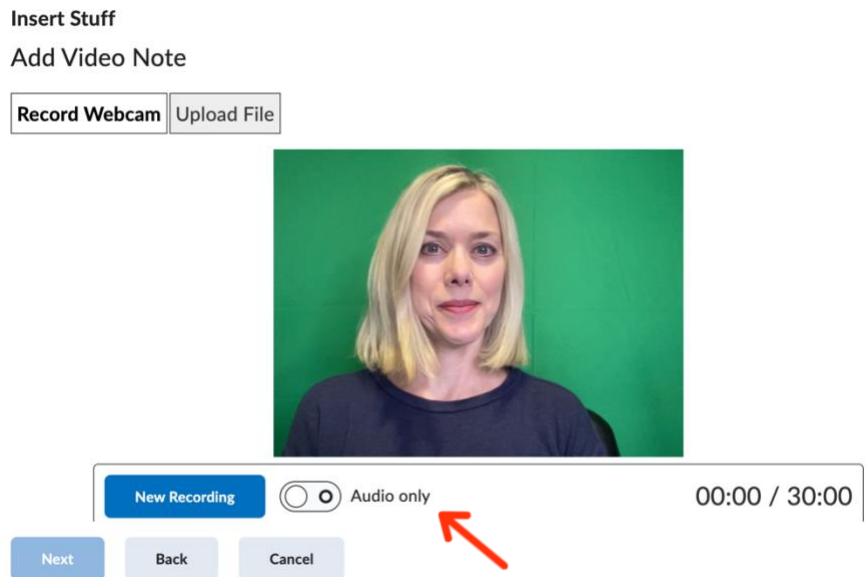 Insert Stuff
Add Video Note
Record Webcam Upload File
New Recording Audio only 00:00 / 30:00
Next Back Cancel